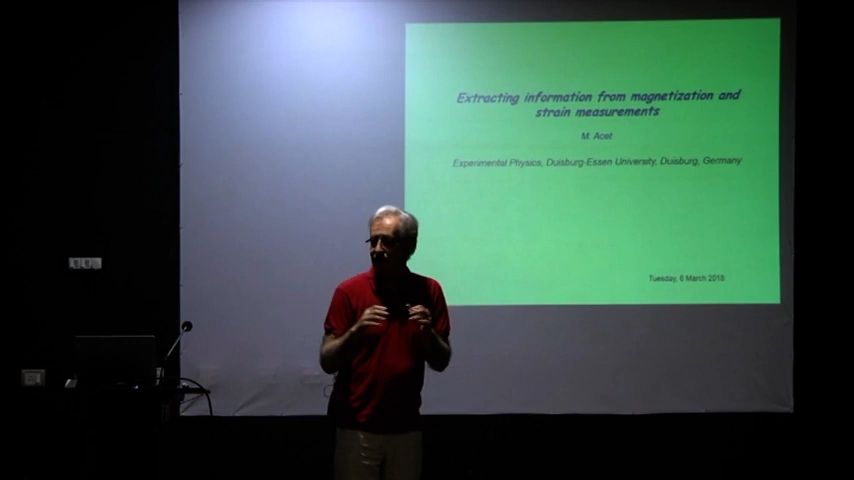 Extracting information from magnetization and
strain measurements
M. Acet
Experimental Physics, Duisburg-Essen University, Duisburg, Germany
Tuesday, 6 March 2018